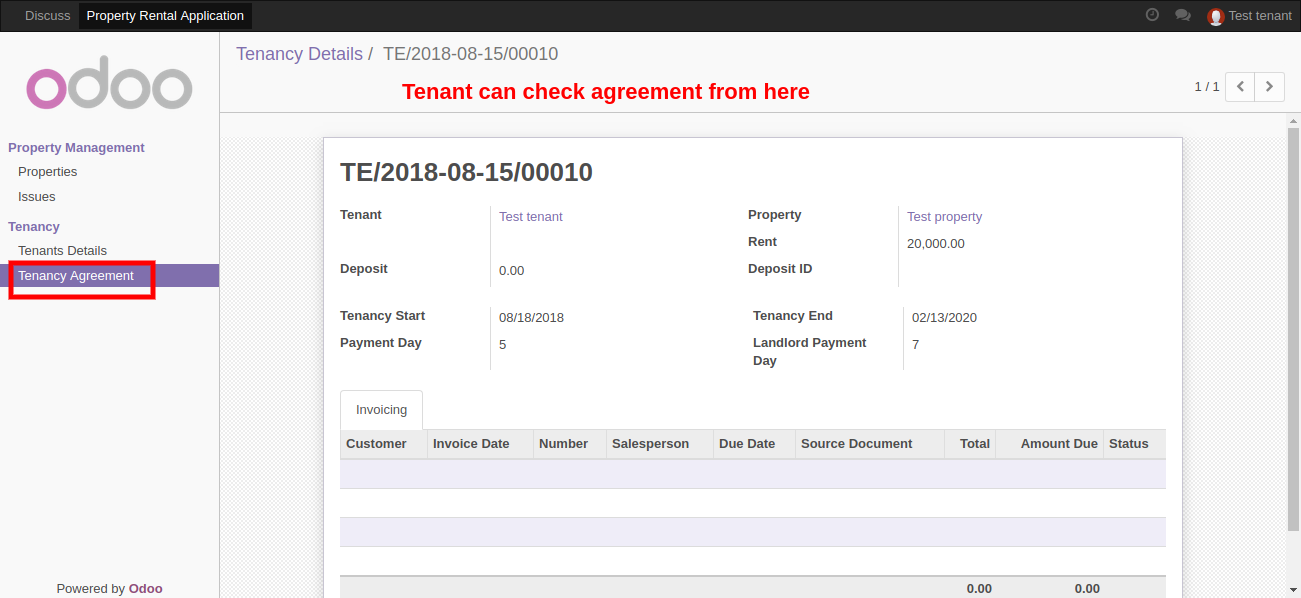 Discuss Property Rental Application Test tenant
Tenancy Details / TE/2018-08-15/00010
Tenant can check agreement from here
1 / 1
odoo
Property Management
Properties
Issues
Tenancy
Tenants Details
Tenancy Agreement
Powered by Odoo
TE/2018-08-15/00010
Tenant Test tenant Property Test property
Rent 20,000.00
Deposit 0.00 Deposit ID
Tenancy Start 08/18/2018 Tenancy End 02/13/2020
Payment Day 5 Landlord Payment 7
Day
Invoicing
Customer Invoice Date Number Salesperson Due Date Source Document Total Amount Due Status
0.00 0.00